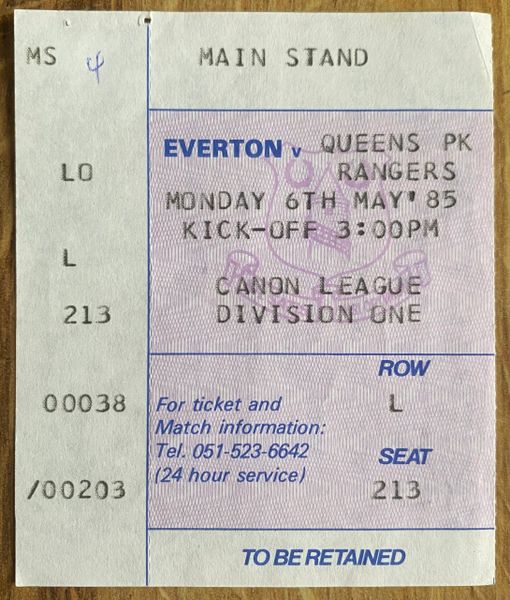 MS 4
MAIN STAND
LO
L
213
00038
/00203
EVERTON v QUEENS PK
RANGERS
MONDAY 6TH MAY'85
KICK-OFF 3:00PM
CANON LEAGUE
DIVISION ONE
For ticket and
Match information:
Tel. 051-523-6642
(24 hour service)
ROW
L
SEAT
213
TO BE RETAINED